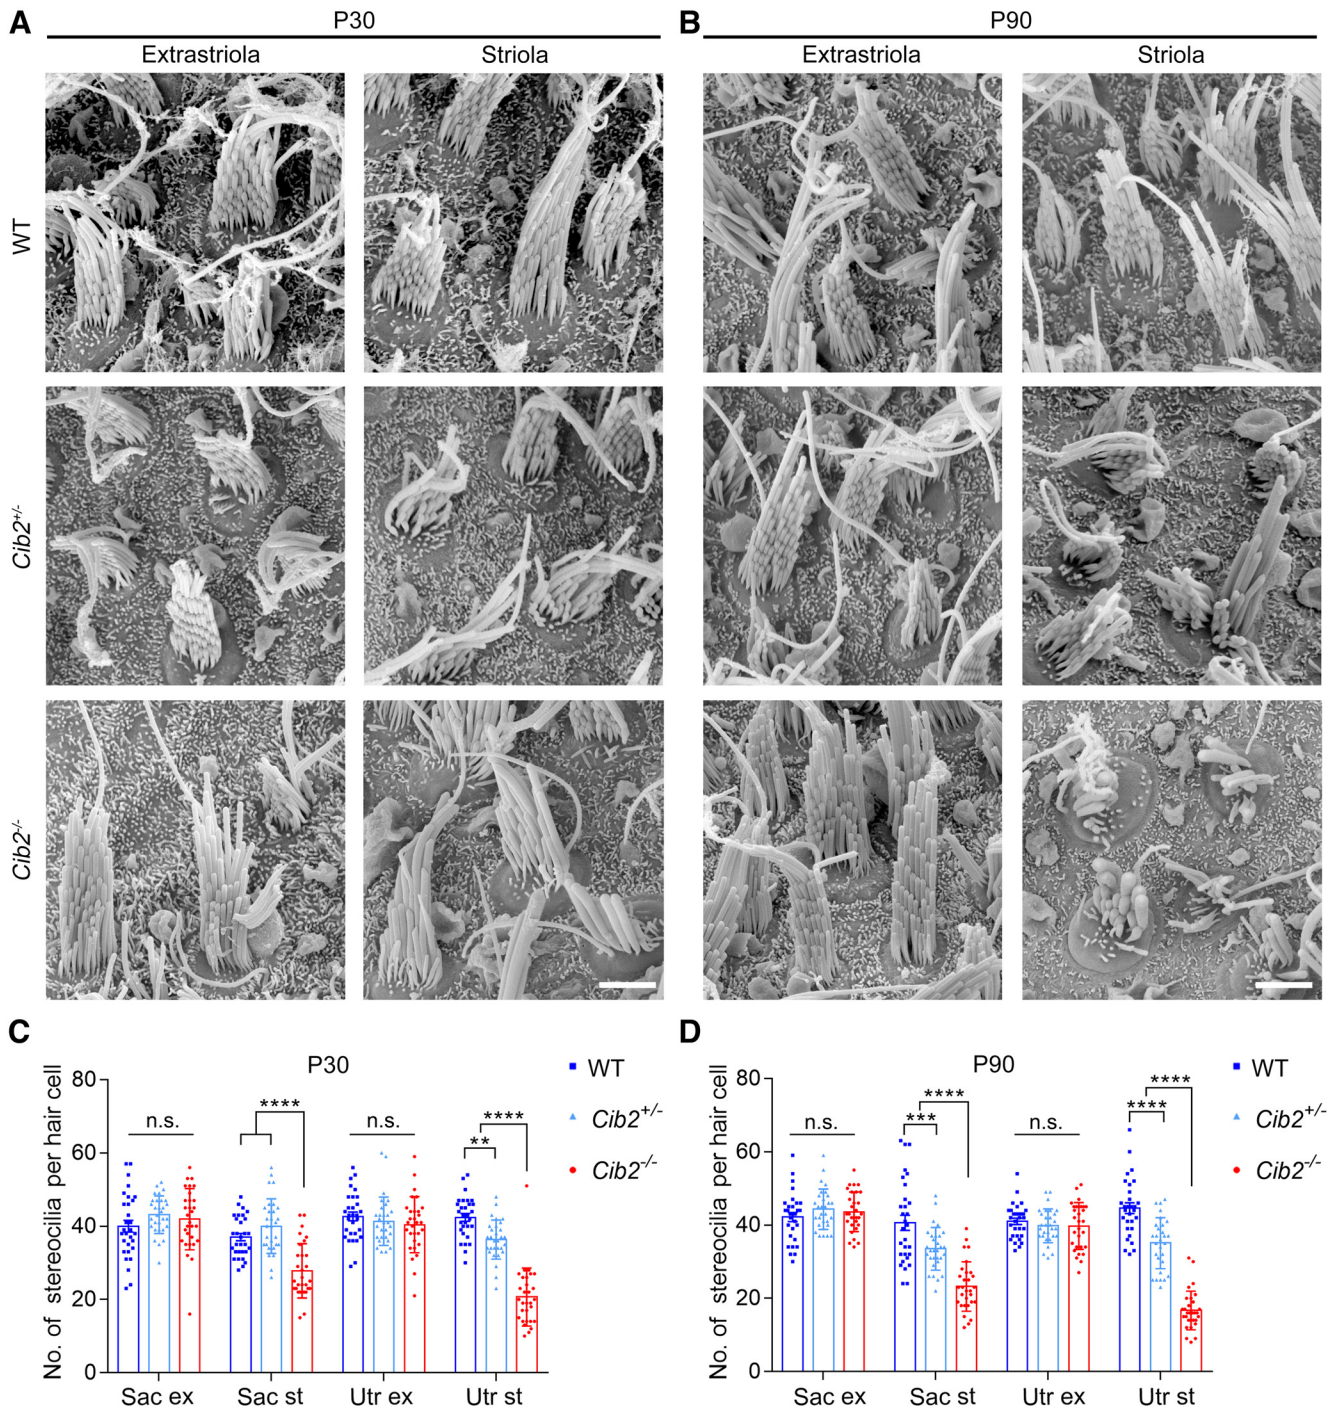 A P30 B P90
Extrastriola Striola Extrastriola Striola
WT
Cib2+/-
Cib2-/-
C D
P30 P90
No. of stereocilia per hair cell
80
60
40
20
0
n.s. **** n.s. ** ****
Sac ex Sac st Utr ex Utr st
WT
Cib2+/-
Cib2-/-
No. of stereocilia per hair cell
80
60
40
20
0
n.s. *** **** n.s. **** ****
Sac ex Sac st Utr ex Utr st
WT
Cib2+/-
Cib2-/-